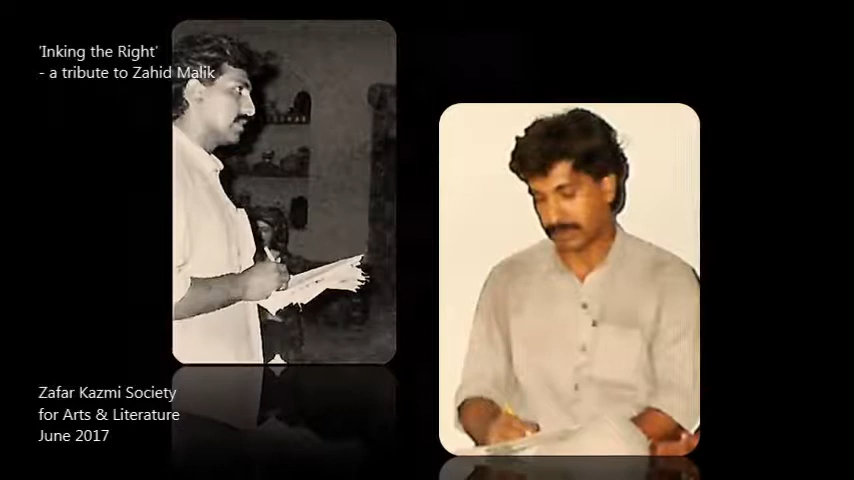 'Inking the Right'
- a tribute to Zahid Malik
Zafar Kazmi Society
for Arts & Literature
June 2017